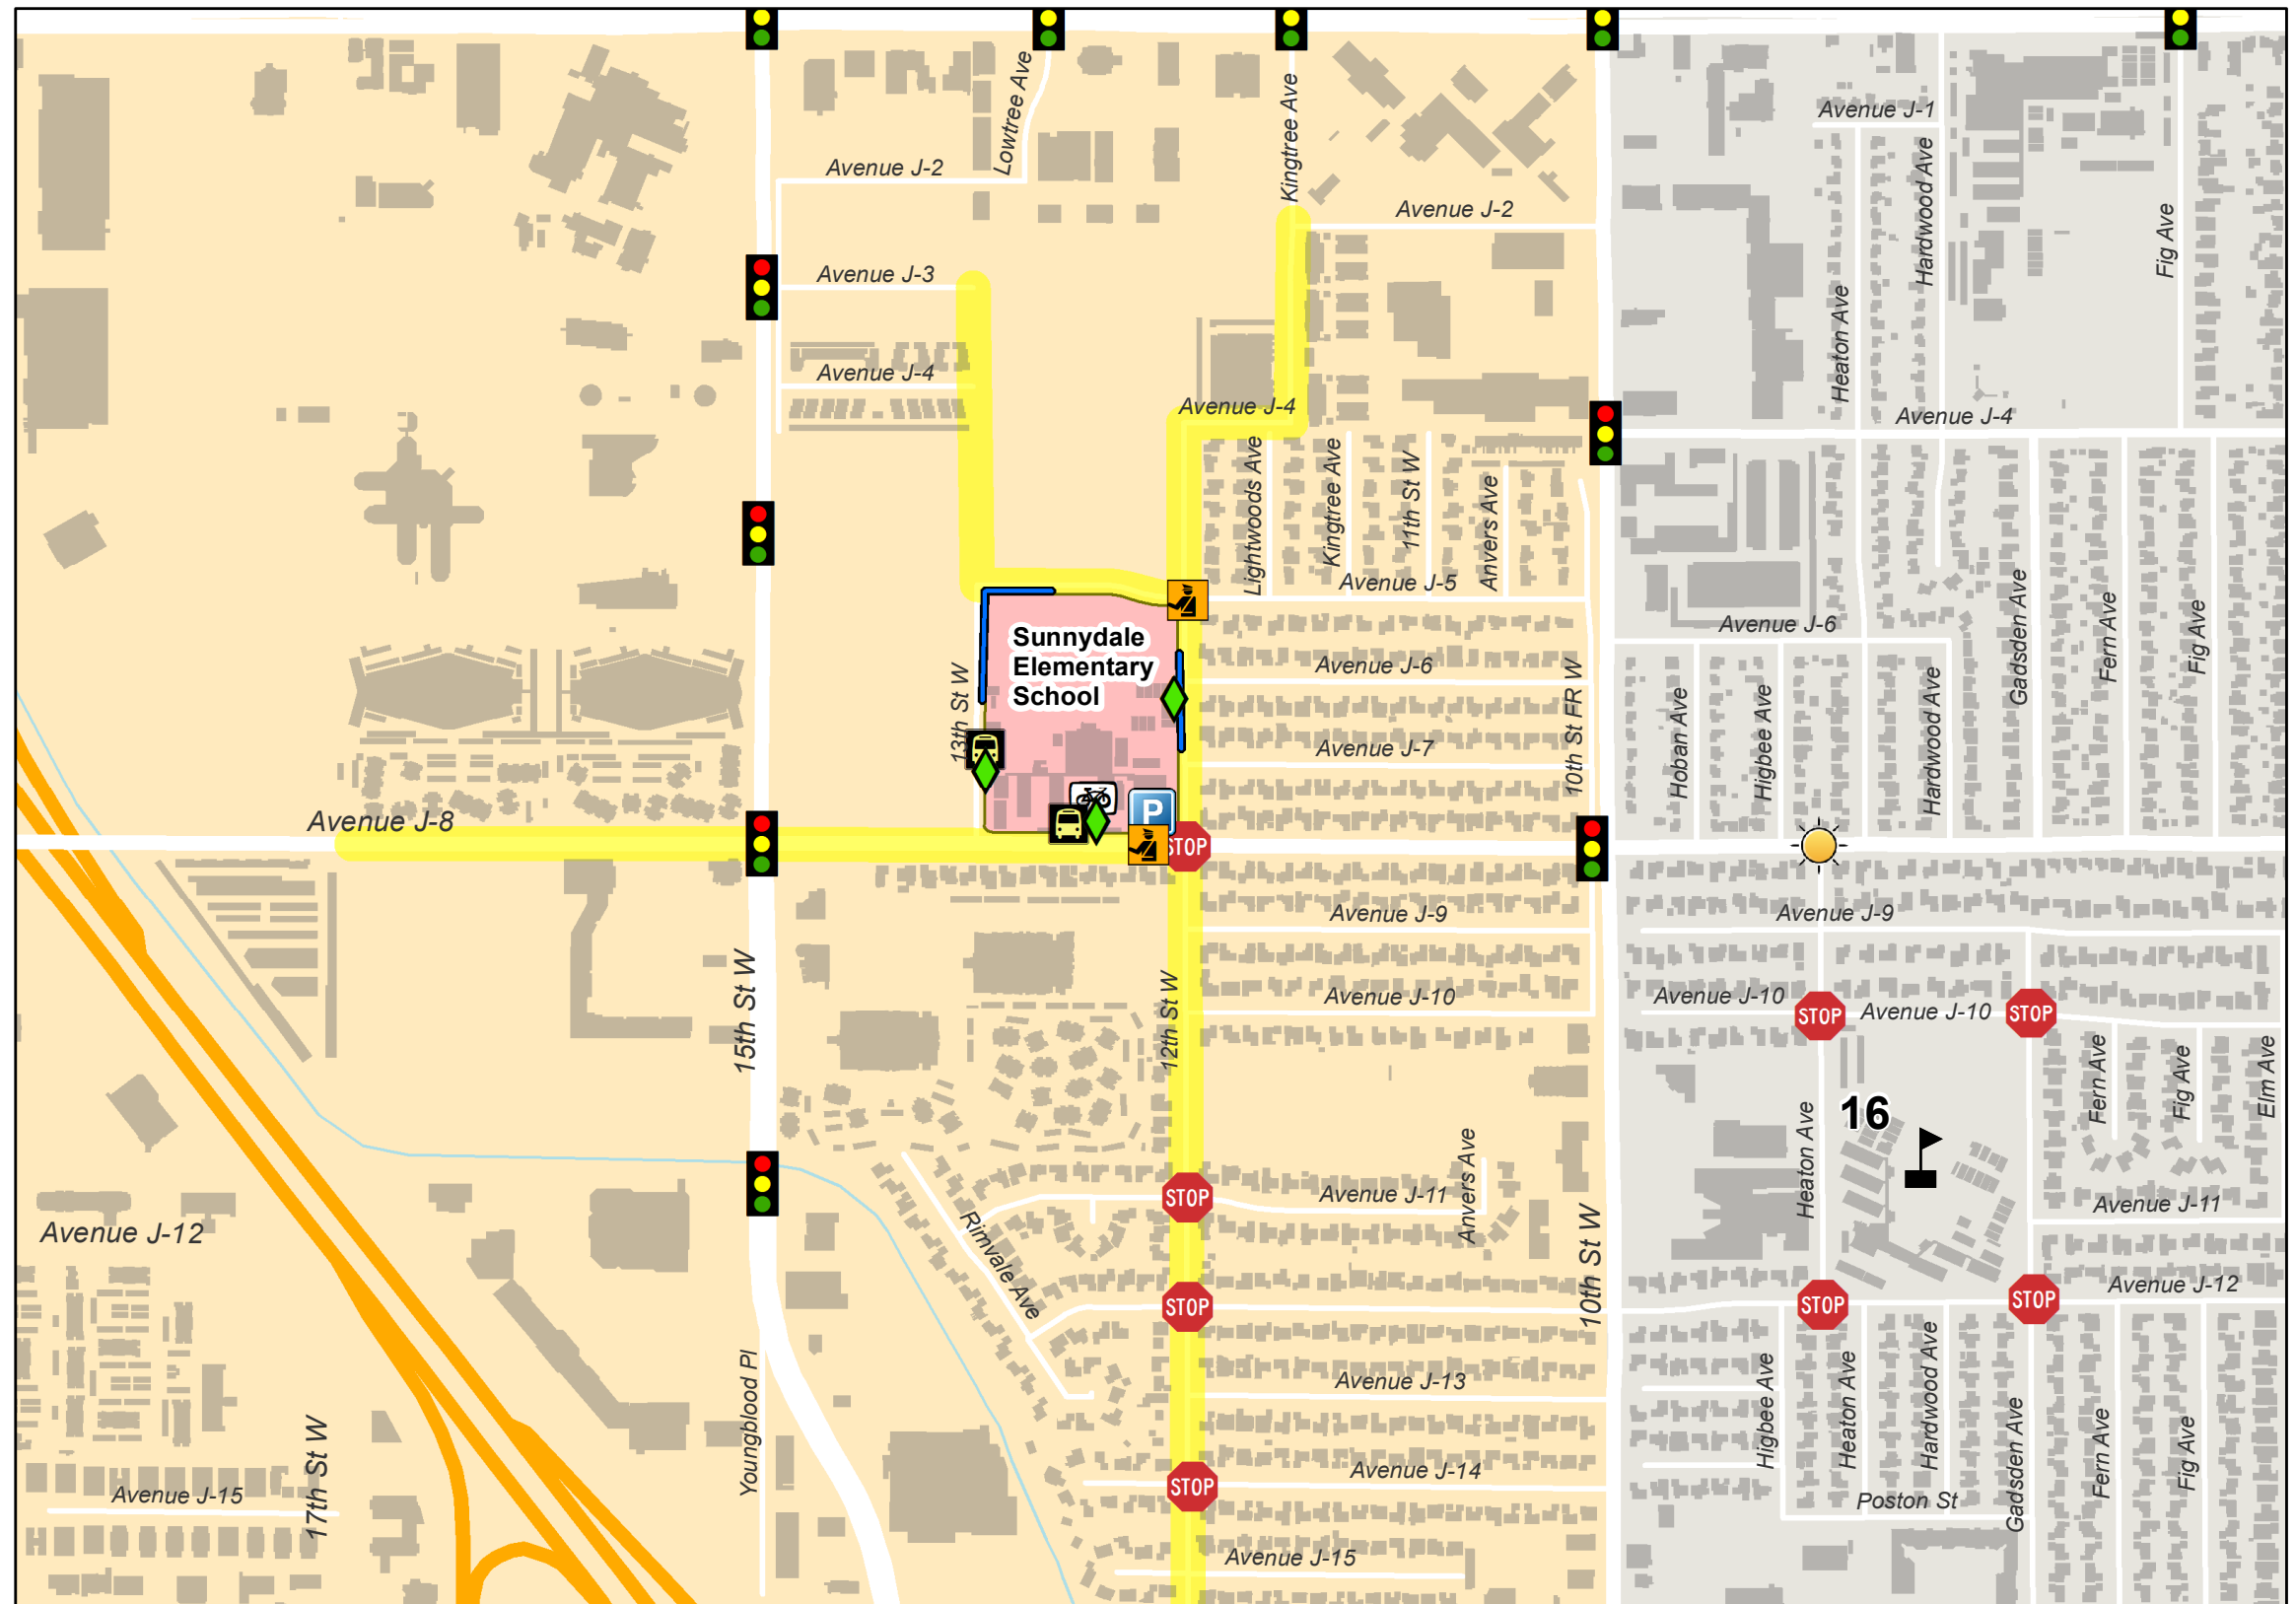 Lowtree Ave
Kingtree Ave
Avenue J-1
Avenue J-2
Hardwood Ave
Avenue J-2
Fig Ave
Avenue J-3
Heaton Ave
Avenue J-4
Avenue J-4
Avenue J-4
Lightwoods Ave
Kingtree Ave
11th St W
Anvers Ave
Avenue J-5
Gadsden Ave
Fern Ave
Fig Ave
Avenue J-6
Sunnydale
Elementary
School
Avenue J-6
13th St W
10th St FR W
Hoban Ave
Higbee Ave
Hardwood Ave
Avenue J-7
P
Avenue J-8
STOP
Avenue J-9
Avenue J-9
15th St W
12th St W
Avenue J-10
Avenue J-10
Avenue J-10
STOP
STOP
Fern Ave
Fig Ave
Elm Ave
16
Heaton Ave
Anvers Ave
STOP
Avenue J-11
Avenue J-11
Avenue J-12
Rimvale Ave
10th St W
STOP
STOP
STOP
Avenue J-12
Youngblood Pl
Avenue J-13
Higbee Ave
Heaton Ave
Hardwood Ave
Gadsden Ave
Fern Ave
Fig Ave
17th St W
STOP
Avenue J-14
Avenue J-15
Poston St
Avenue J-15